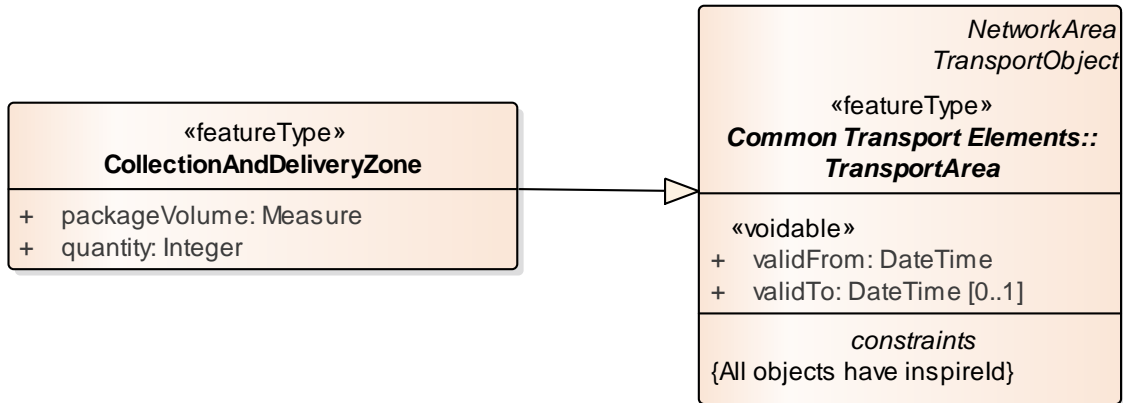 «featureType»
CollectionAndDeliveryZone
+ packageVolume: Measure
+ quantity: Integer
NetworkArea
TransportObject
«featureType»
Common Transport Elements::
TransportArea
«voidable»
+ validFrom: DateTime
+ validTo: DateTime [0..1]
constraints
{All objects have inspireId}